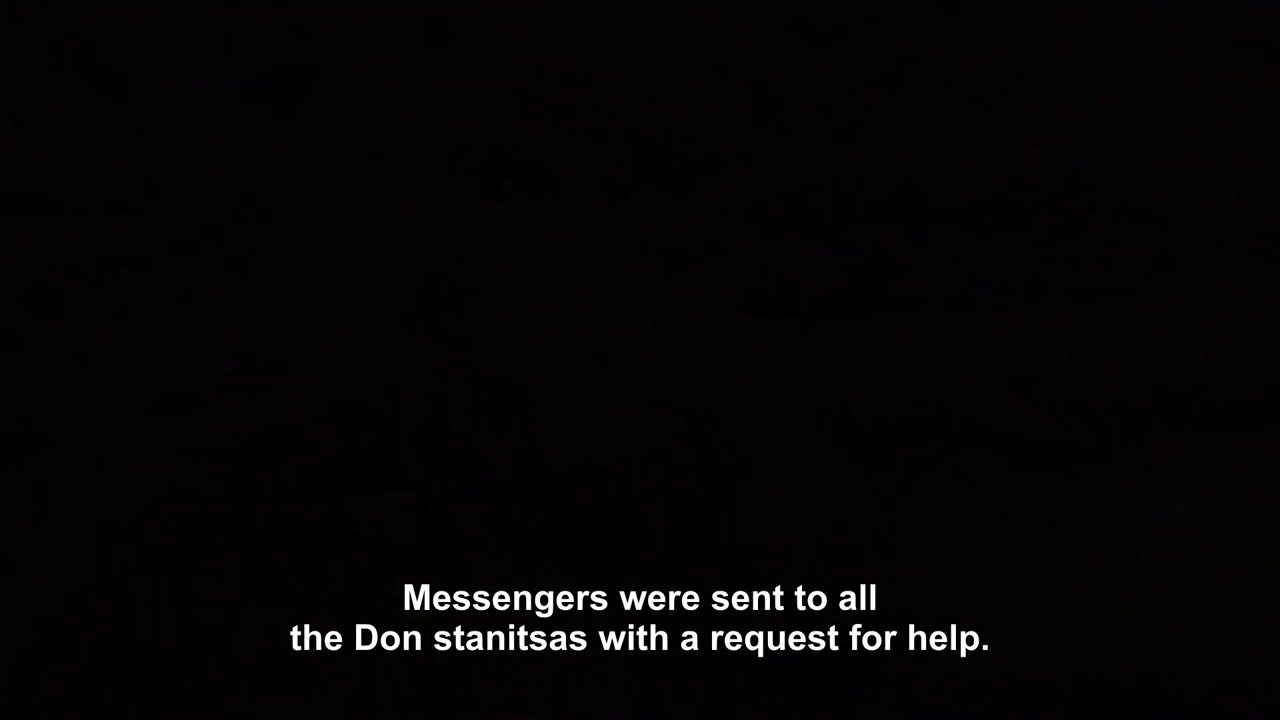 Messengers were sent to all
the Don stanitsas with a request for help.